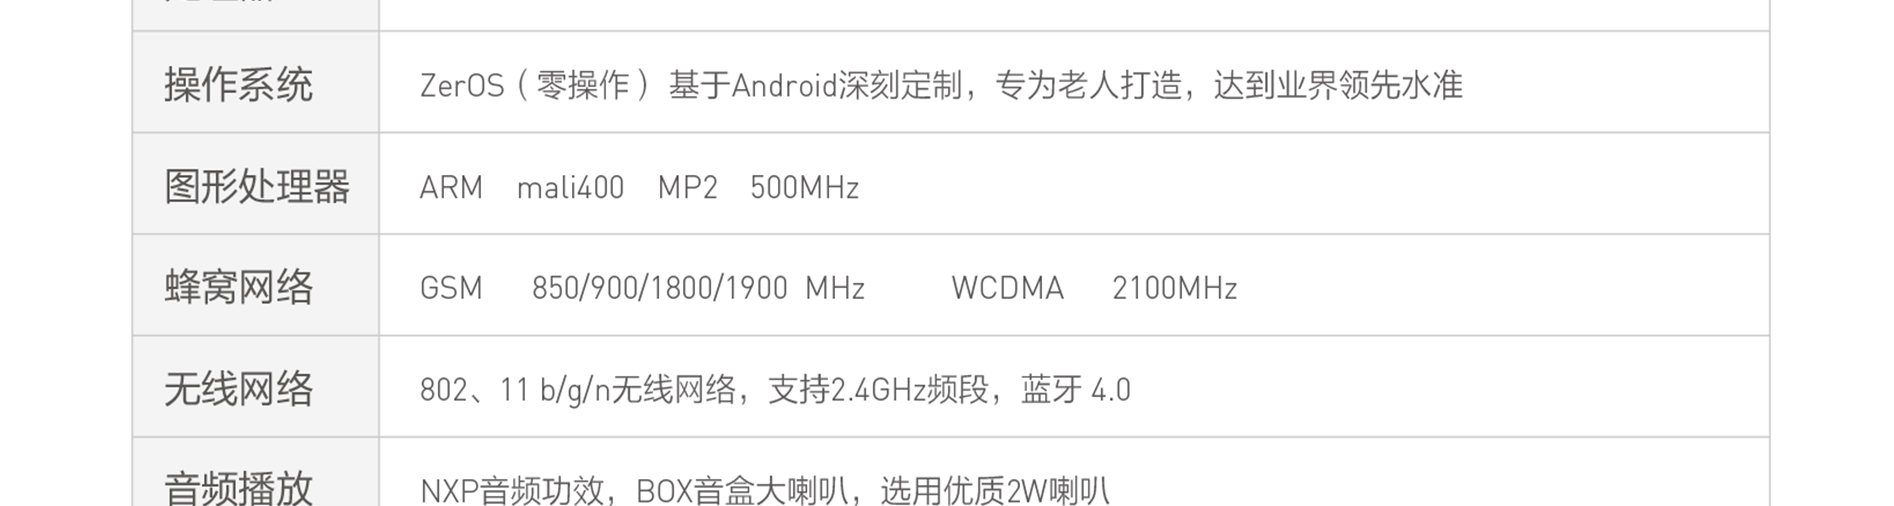 操作系统
ZerOS（零操作） 基于Android深刻定制，专为老人打造，达到业界领先水准
图形处理器
ARM mali400 MP2 500MHz
蜂窝网络
GSM 850/900/1800/1900 MHz WCDMA 2100MHz
无线网络
802、11 b/g/n无线网络，支持2.4GHz频段，蓝牙 4.0
音频播放
NXP音频功效，BOX音盒大喇叭，选用优质2W喇叭